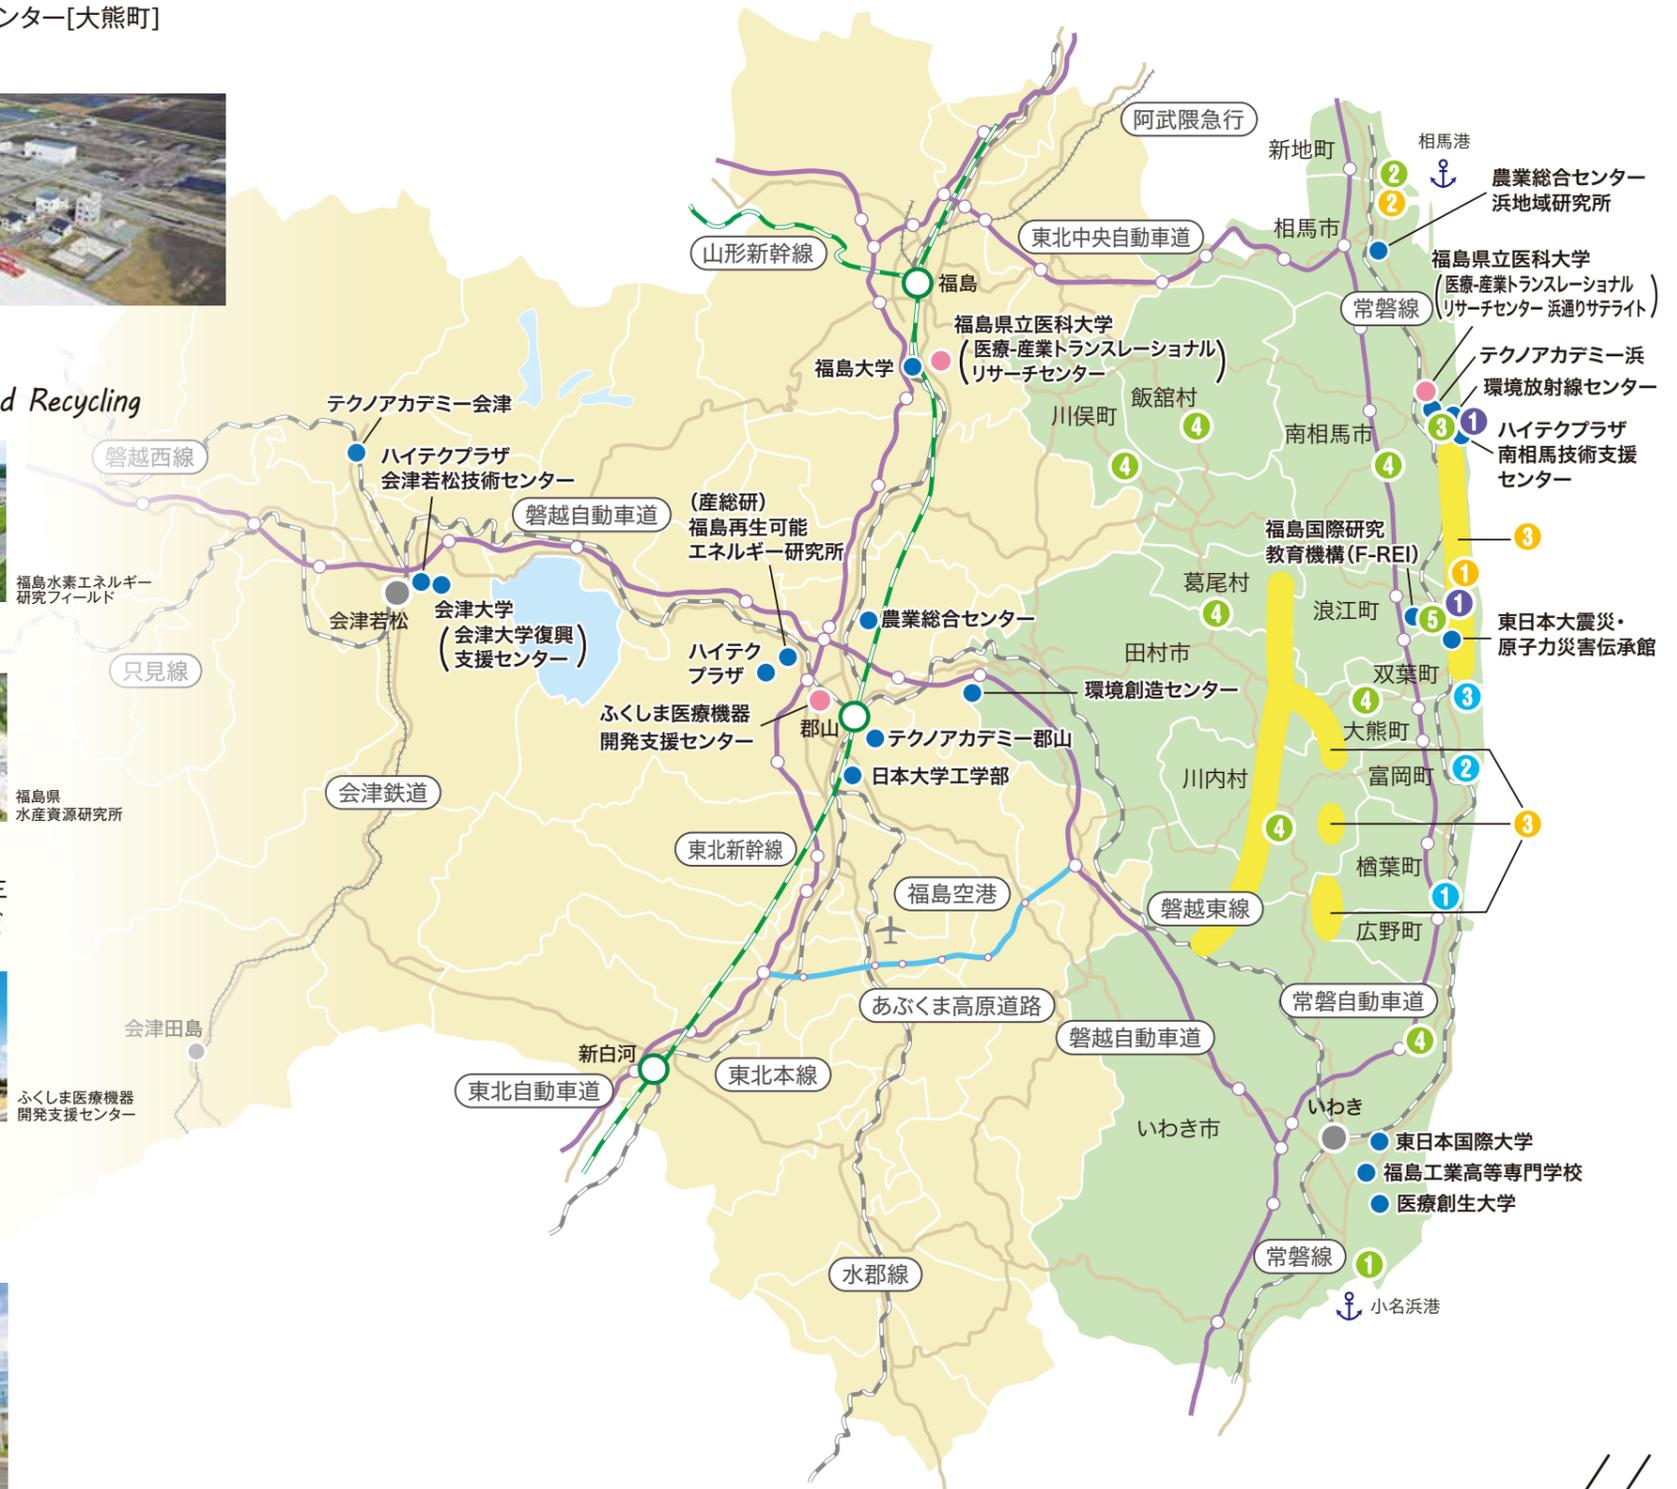 ンター[大熊町]
d Recycling
福島水素エネルギー
研究フィールド
福島県
水産資源研究所
ふくしま医療機器
開発支援センター
阿武隈急行
新地町
相馬港
2
2
農業総合センター
浜地域研究所
相馬市
東北中央自動車道
山形新幹線
福島
福島県立医科大学
(医療-産業トランスレーショナル
リサーチセンター 浜通りサテライト)
常磐線
福島県立医科大学
(医療-産業トランスレーショナル
リサーチセンター)
福島大学
テクノアカデミー浜
環境放射線センター
飯舘村
4
川俣町
4
南相馬市
4
3
1
ハイテクプラザ
南相馬技術支援
センター
テクノアカデミー会津
磐越西線
ハイテクプラザ
会津若松技術センター
磐越自動車道
(産総研)
福島再生可能
エネルギー研究所
福島国際研究
教育機構(F-REI)
3
1
1
5
葛尾村
4
浪江町
東日本大震災・
原子力災害伝承館
会津若松
会津大学
(会津大学復興
支援センター)
農業総合センター
ハイテク
プラザ
田村市
双葉町
環境創造センター
4
3
只見線
ふくしま医療機器
開発支援センター
郡山
テクノアカデミー郡山
大熊町
日本大学工学部
川内村
富岡町
2
会津鉄道
4
3
東北新幹線
楢葉町
福島空港
磐越東線
1
広野町
あぶくま高原道路
常磐自動車道
会津田島
磐越自動車道
4
新白河
東北本線
東北自動車道
いわき
いわき市
東日本国際大学
福島工業高等専門学校
医療創生大学
水郡線
常磐線
1
小名浜港